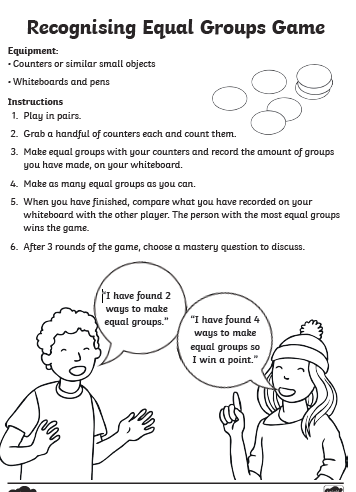 Recognising Equal Groups Game
Equipment:
• Counters or similar small objects
• Whiteboards and pens
Instructions
1. Play in pairs.
2. Grab a handful of counters each and count them.
3. Make equal groups with your counters and record the amount of groups
you have made, on your whiteboard.
4. Make as many equal groups as you can.
5. When you have finished, compare what you have recorded on your
whiteboard with the other player. The person with the most equal groups
wins the game.
6. After 3 rounds of the game, choose a mastery question to discuss.
"I have found 2
ways to make
equal groups."
"I have found 4
ways to make
equal groups so
I win a point."